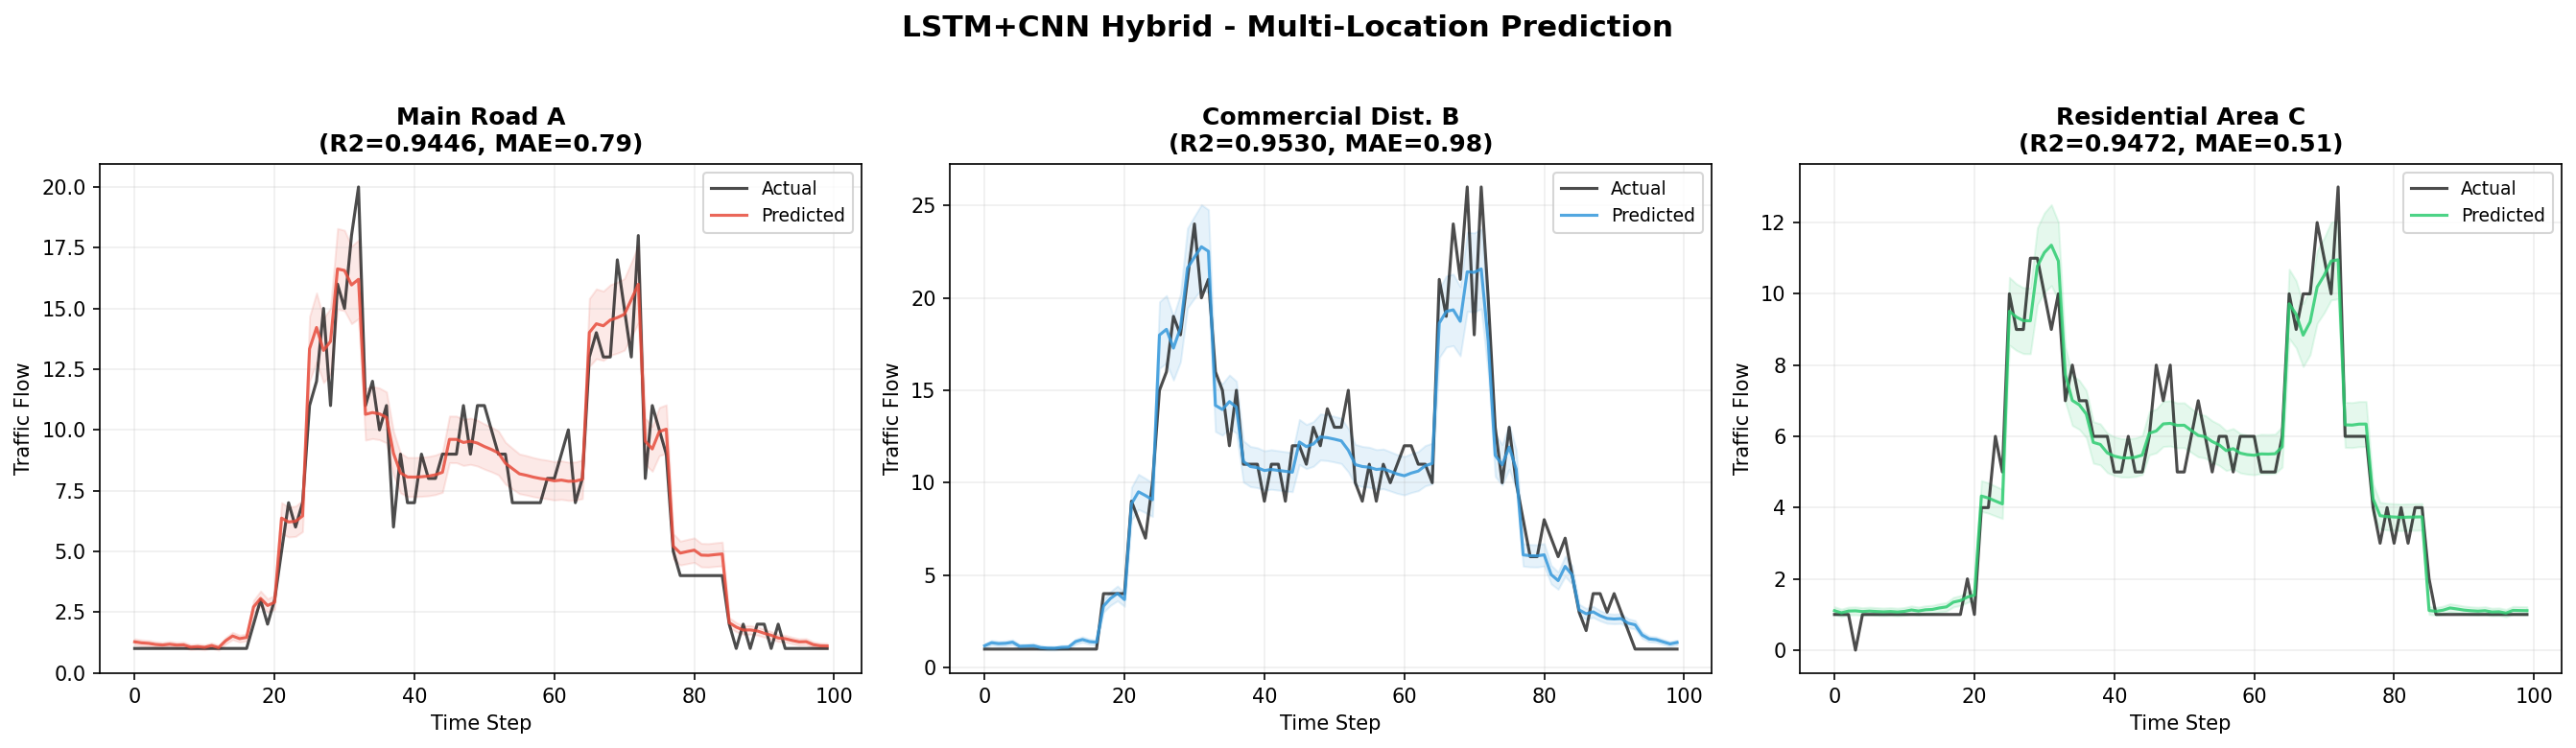 LSTM+CNN Hybrid - Multi-Location Prediction
Main Road A
(R2=0.9446, MAE=0.79)
Actual
Predicted
Traffic Flow
20.0
17.5
15.0
12.5
10.0
7.5
5.0
2.5
0.0
0 20 40 60 80 100
Time Step
Commercial Dist. B
(R2=0.9530, MAE=0.98)
Actual
Predicted
Traffic Flow
25
20
15
10
5
0
0 20 40 60 80 100
Time Step
Residential Area C
(R2=0.9472, MAE=0.51)
Actual
Predicted
Traffic Flow
12
10
8
6
4
2
0
0 20 40 60 80 100
Time Step